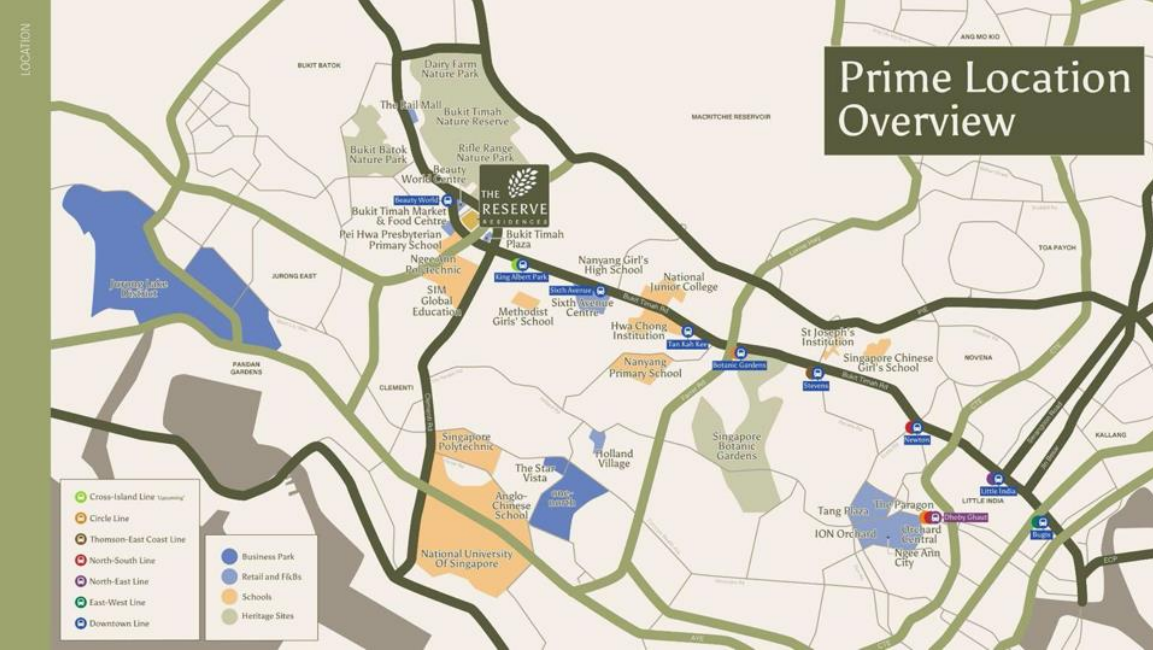 LOCATION
Prime Location
Overview
ANG MO KIO
BUKIT BATOK
Dairy Farm
Nature Park
The Rail Mall
Bukit Timah
Nature Reserve
MACRITCHIE RESERVOIR
Bukit Batok
Nature Park
Rifle Range
Nature Park
Beauty
World Centre
THE
RESERVE
RESIDENCES
Beauty World
Bukit Timah Market
& Food Centre
Pei Hwa Presbyterian
Primary School
Bukit Timah
Plaza
TOA PAYOH
Ngee Ann
Polytechnic
King Albert Park
Nanyang Girl's
High School
National
Junior College
JURONG EAST
Jurong Lake
District
SIM
Global
Education
Sixth Avenue
Sixth Avenue
Centre
Bukit Timah Rd
Methodist
Girls' School
Hwa Chong
Institution
Tan Kah Kee
PIE
St Joseph's
Institution
Singapore Chinese
Girl's School
NOVENA
Botanic Gardens
Nanyang
Primary School
PANDAN
GARDENS
CLEMENTI
Clementi Rd
Stevens
Bukit Timah Rd
Farrer Rd
CTE
CTE
Serangoon Road
Newton
KALLANG
Singapore
Botanic
Gardens
Singapore
Polytechnic
Holland
Village
The Star
Vista
one-
north
Anglo-
Chinese
School
Little India
LITTLE INDIA
Tang Plaza
The Paragon
Dhoby Ghaut
Bugis
ION Orchard
Orchard
Central
Ngee Ann
City
National University
Of Singapore
ECP
AYE
CTE
Cross-Island Line
Circle Line
Thomson-East Coast Line
North-South Line
North-East Line
East-West Line
Downtown Line
Business Park
Retail and F&Bs
Schools
Heritage Sites